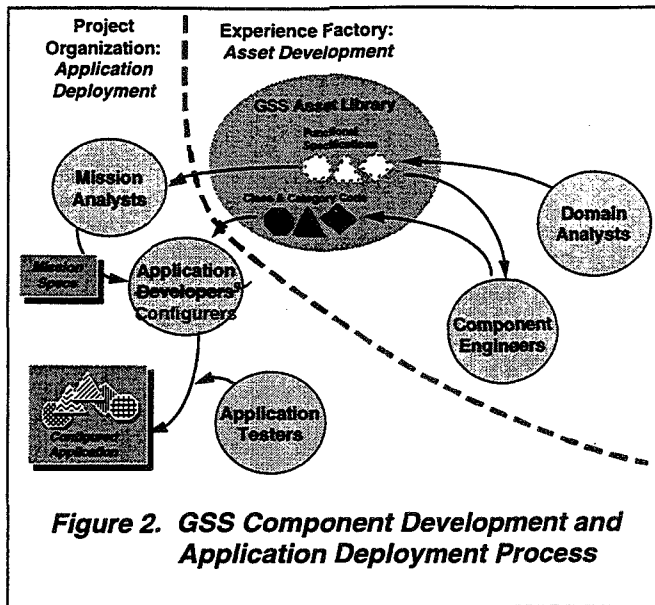 Project
Organization:
Application
Deployment
Experience Factory:
Asset Development
GSS Asset Library
Functional
Specifications
Class & Category Code
Mission
Analysts
Domain
Analysts
Mission
Space
Application
Developers
Configurers
Component
Engineers
Configured
Application
Application
Testers
Figure 2. GSS Component Development and
Application Deployment Process